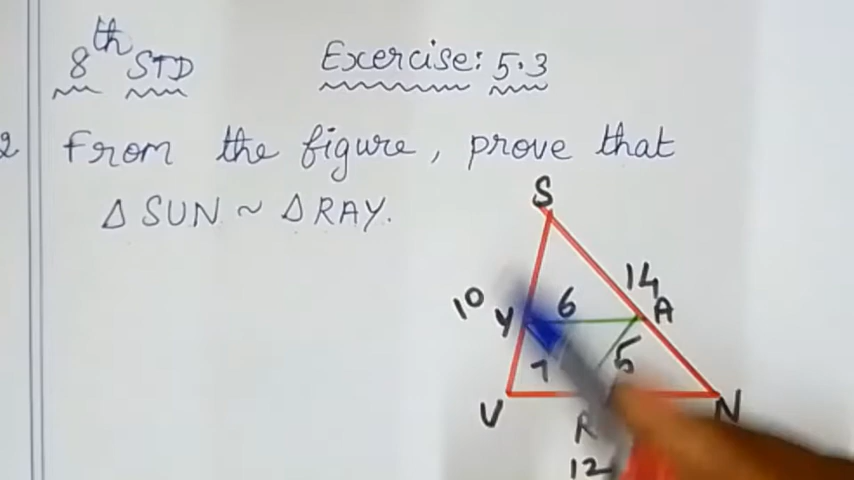 8th STD Exercise: 5.3
2 From the figure, prove that
Δ SUN ~ Δ RAY.
S
14
10 6
Y A
7 5
V N
R
12